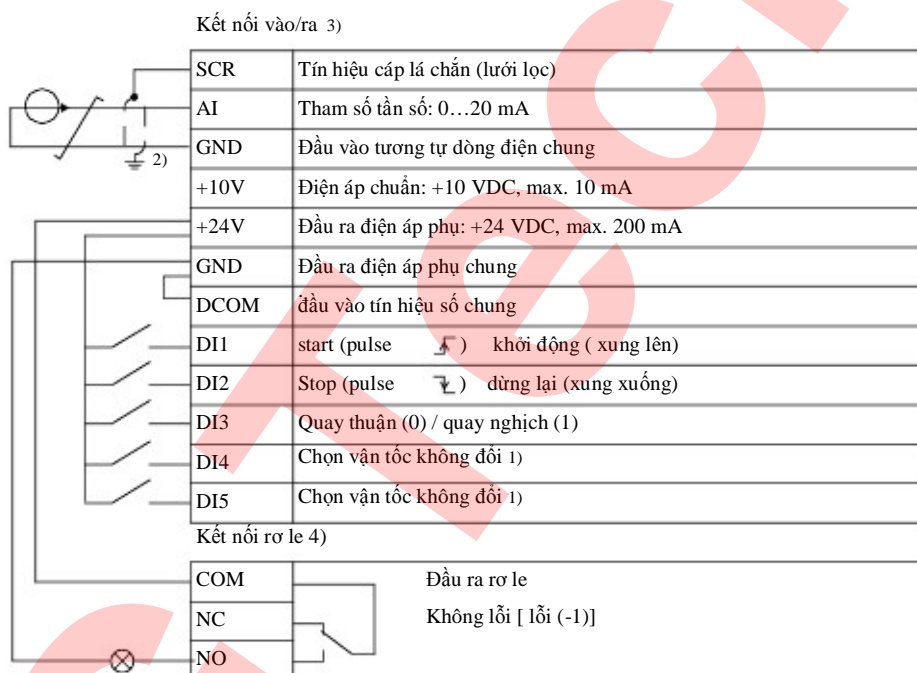 Kết nối vào/ra 3)
SCR Tín hiệu cáp lá chắn (lưới lọc)
AI Tham số tần số: 0…20 mA
GND Đầu vào tương tự dòng điện chung
2)
+10V Điện áp chuẩn: +10 VDC, max. 10 mA
+24V Đầu ra điện áp phụ: +24 VDC, max. 200 mA
GND Đầu ra điện áp phụ chung
DCOM đầu vào tín hiệu số chung
DI1 start (pulse ) khởi động ( xung lên)
DI2 Stop (pulse ) dừng lại (xung xuống)
DI3 Quay thuận (0) / quay nghịch (1)
DI4 Chọn vận tốc không đổi 1)
DI5 Chọn vận tốc không đổi 1)
Kết nối rơ le 4)
COM Đầu ra rơ le
NC Không lỗi [ lỗi (-1)]
NO